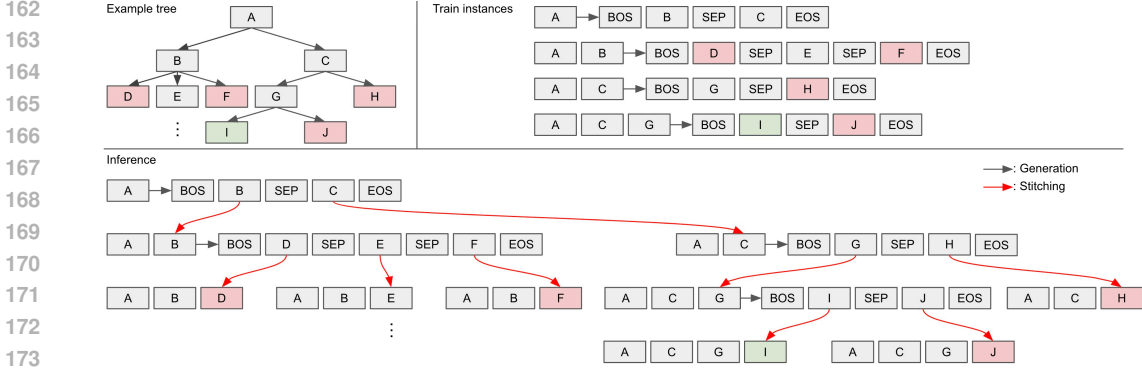 162
163
164
165
166
167
168
169
170
171
172
173
Example tree
A
B C
D E F G H
⋮ I J
Train instances
A BOS B SEP C EOS
A B BOS D SEP E SEP F EOS
A C BOS G SEP H EOS
A C G BOS I SEP J EOS
Inference
: Generation
: Stitching
A BOS B SEP C EOS
A B BOS D SEP E SEP F EOS A C BOS G SEP H EOS
A B D A B E A B F A C G BOS I SEP J EOS A C H
⋮
A C G I A C G J